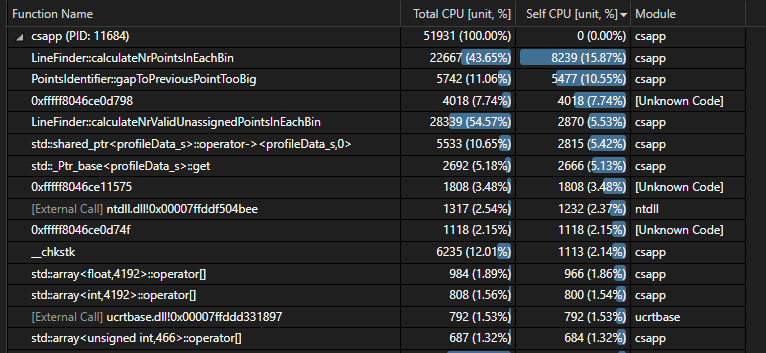 Function Name Total CPU [unit, %] Self CPU [unit, %] Module
csapp (PID: 11684) 51931 (100.00%) 0 (0.00%) csapp
LineFinder::calculateNrPointsInEachBin 22667 (43.65%) 8239 (15.87%) csapp
PointsIdentifier::gapToPreviousPointTooBig 5742 (11.06%) 5477 (10.55%) csapp
0xfffff8046ce0d798 4018 (7.74%) 4018 (7.74%) [Unknown Code]
LineFinder::calculateNrValidUnassignedPointsInEachBin 28339 (54.57%) 2870 (5.53%) csapp
std::shared_ptr<profileData_s>::operator-><profileData_s,0> 5533 (10.65%) 2815 (5.42%) csapp
std::_Ptr_base<profileData_s>::get 2692 (5.18%) 2666 (5.13%) csapp
0xfffff8046ce11575 1808 (3.48%) 1808 (3.48%) [Unknown Code]
[External Call] ntdll.dll!0x00007ffddf504bee 1317 (2.54%) 1232 (2.37%) ntdll
0xfffff8046ce0d74f 1118 (2.15%) 1118 (2.15%) [Unknown Code]
__chkstk 6235 (12.01%) 1113 (2.14%) csapp
std::array<float,4192>::operator[] 984 (1.89%) 966 (1.86%) csapp
std::array<int,4192>::operator[] 808 (1.56%) 800 (1.54%) csapp
[External Call] ucrtbase.dll!0x00007ffddd331897 792 (1.53%) 792 (1.53%) ucrtbase
std::array<unsigned int,466>::operator[] 687 (1.32%) 684 (1.32%) csapp